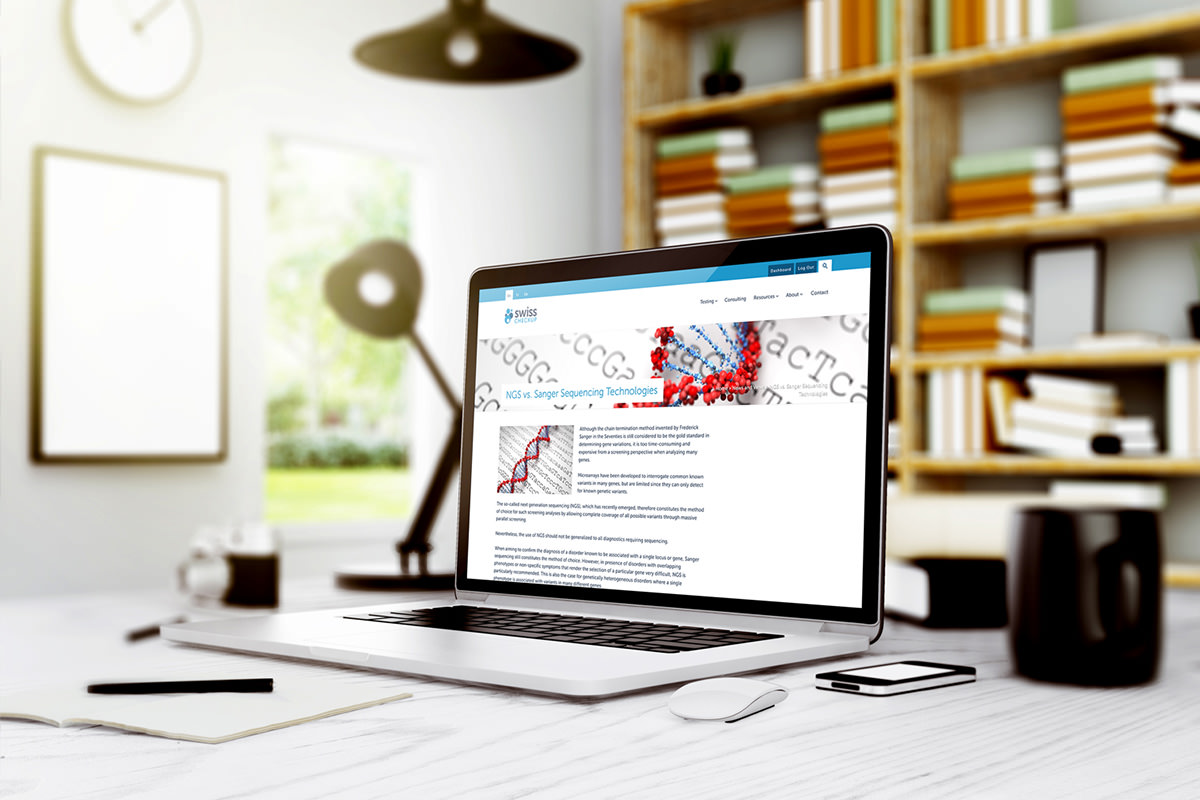 Dashboard Log Out
swiss
CHECKUP
Testing Consulting Resources About Contact
NGS vs. Sanger Sequencing Technologies
NGS vs. Sanger Sequencing
Technologies
Although the chain termination method invented by Frederick
Sanger in the Seventies is still considered to be the gold standard in
determining gene variations, it is too time-consuming and
expensive from a screening perspective when analyzing many
genes.
Microarrays have been developed to interrogate common known
variants in many genes, but are limited since they can only detect
for known genetic variants.
The so-called next generation sequencing (NGS), which has recently emerged, therefore constitutes the method
of choice for such screening analyses by allowing complete coverage of all possible variants through massive
parallel screening.
Nevertheless, the use of NGS should not be generalized to all diagnostics requiring sequencing.
When aiming to confirm the diagnosis of a disorder known to be associated with a single locus or gene, Sanger
sequencing still constitutes the method of choice. However, in presence of disorders with overlapping
phenotypes or non-specific symptoms that render the selection of a particular gene very difficult, NGS is
particularly recommended. This is also the case for genetically heterogeneous disorders where a single
phenotype is associated with variants in many different genes